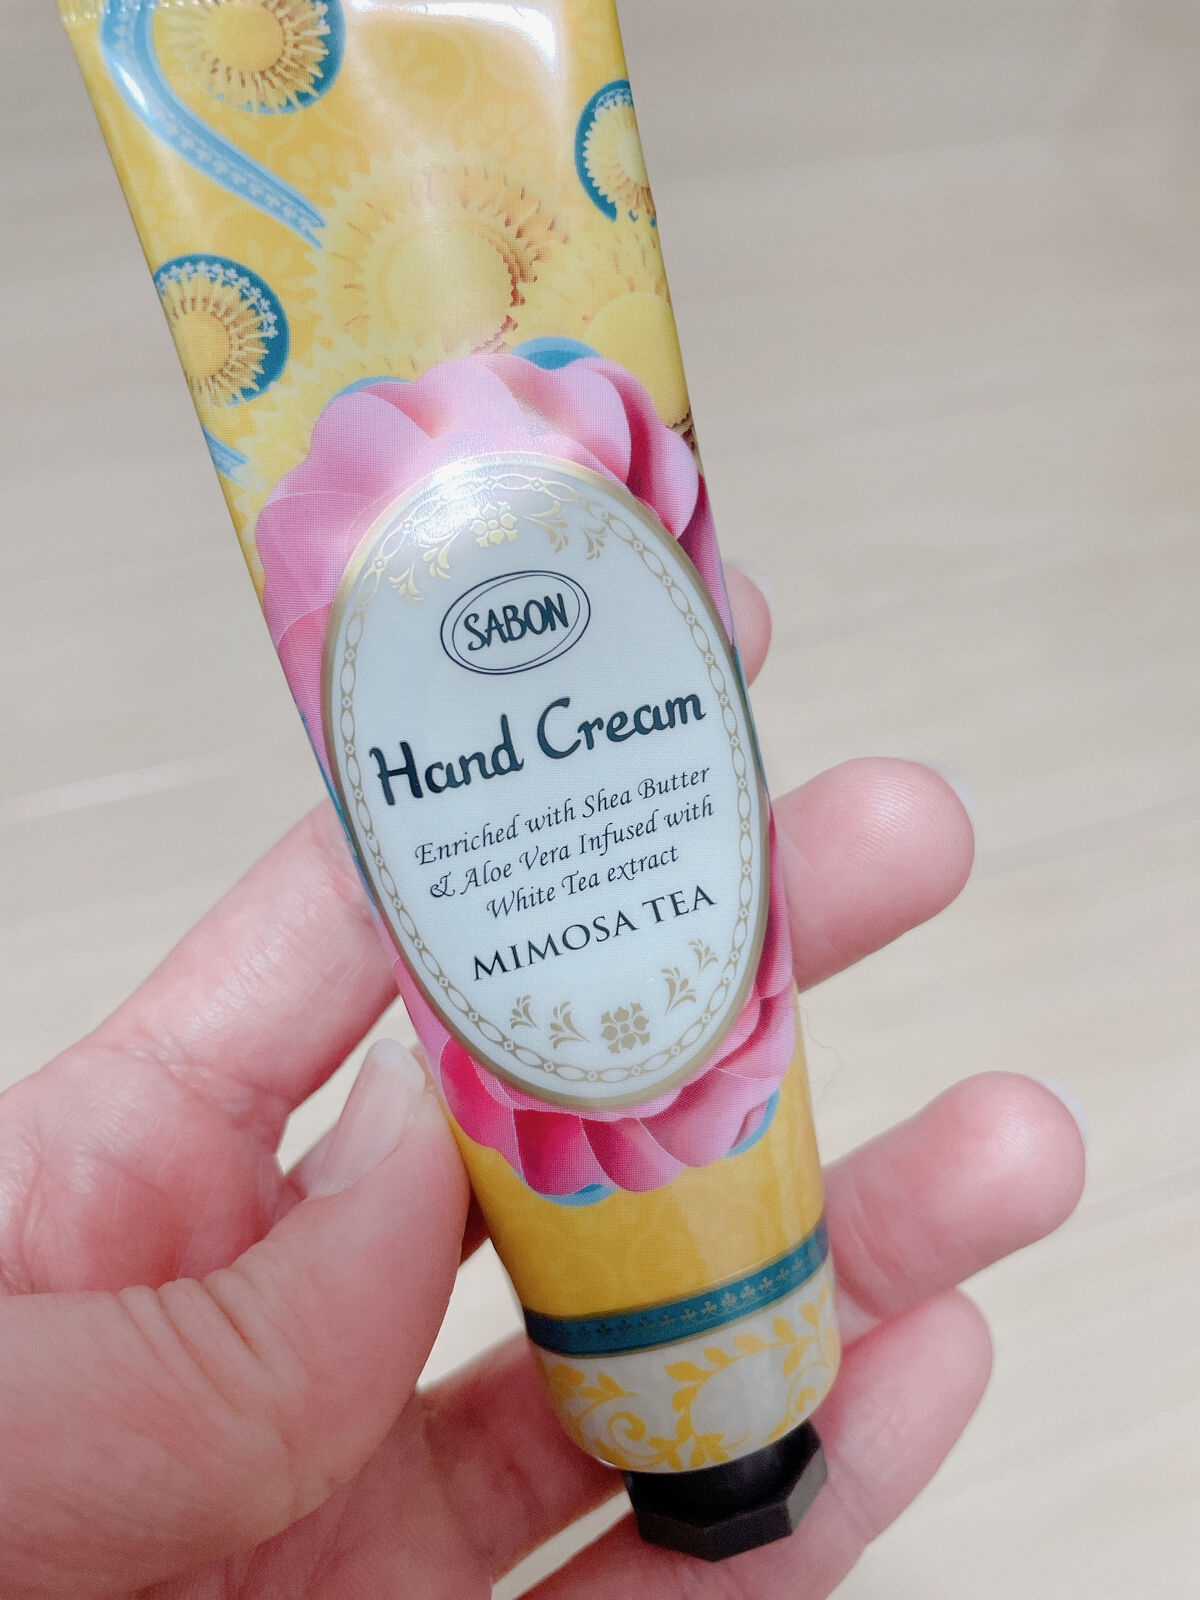 SABON
Hand Cream
Enriched with Shea Butter
& Aloe Vera Infused with
White Tea extract
MIMOSA TEA